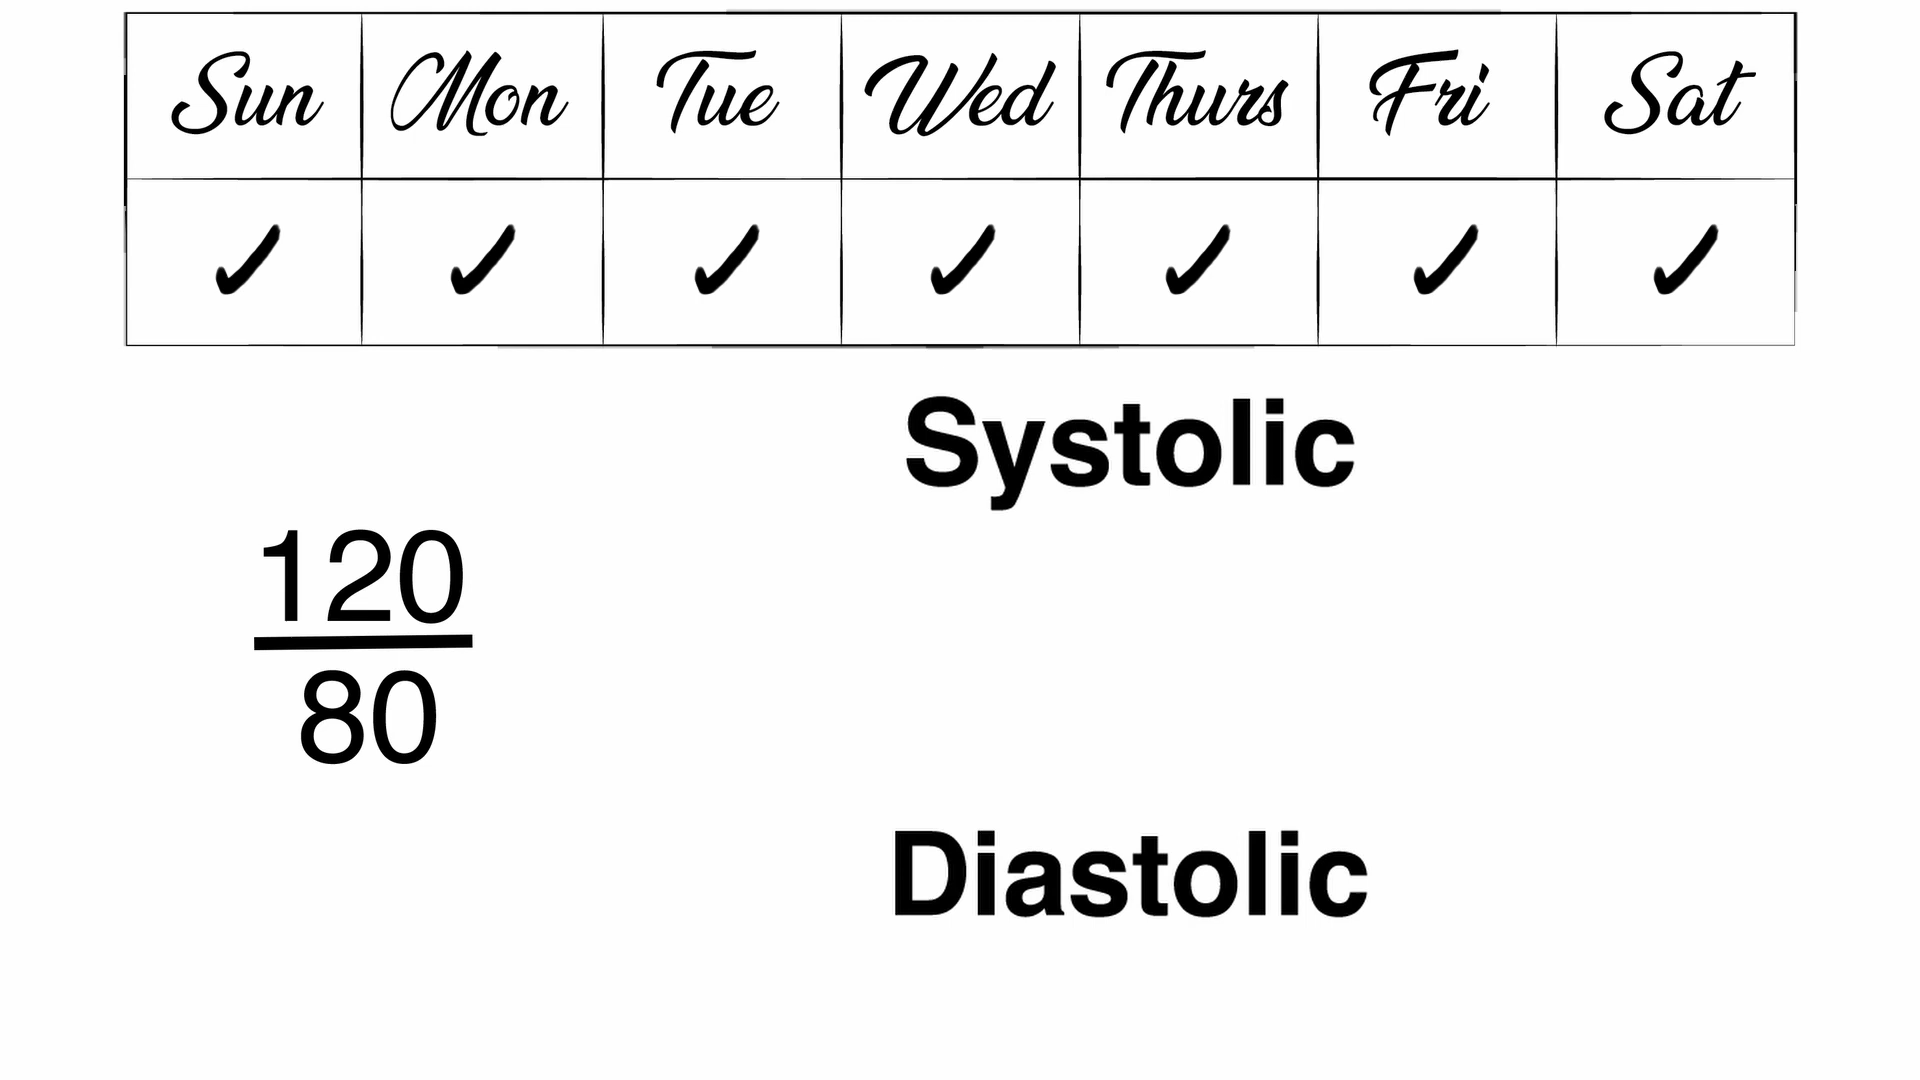 Sun Mon Tue Wed Thurs Fri Sat
✓ ✓ ✓ ✓ ✓ ✓ ✓
Systolic
120
80
Diastolic